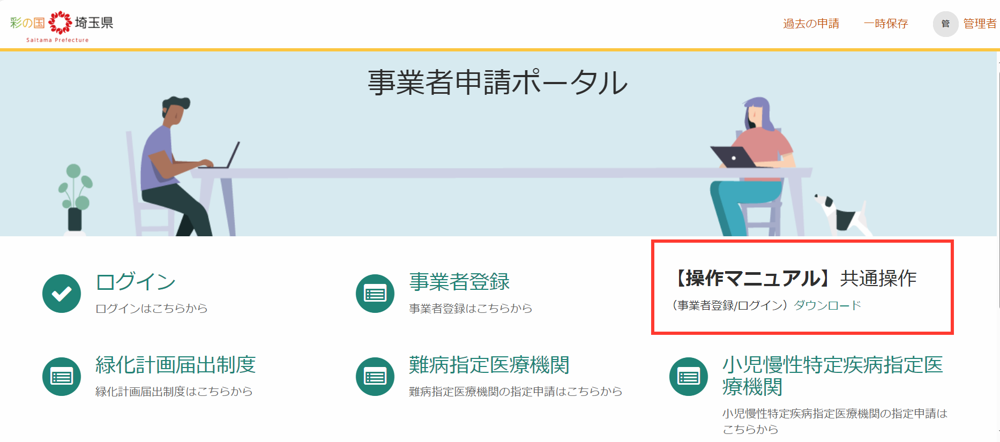 彩の国 埼玉県
Saitama Prefecture
過去の申請 一時保存 管 管理者
事業者申請ポータル
ログイン
ログインはこちらから
事業者登録
事業者登録はこちらから
【操作マニュアル】共通操作
（事業者登録/ログイン）ダウンロード
緑化計画届出制度
緑化計画届出制度はこちらから
難病指定医療機関
難病指定医療機関の指定申請はこちらから
小児慢性特定疾病指定医
療機関
小児慢性特定疾病指定医療機関の指定申請は
こちらから